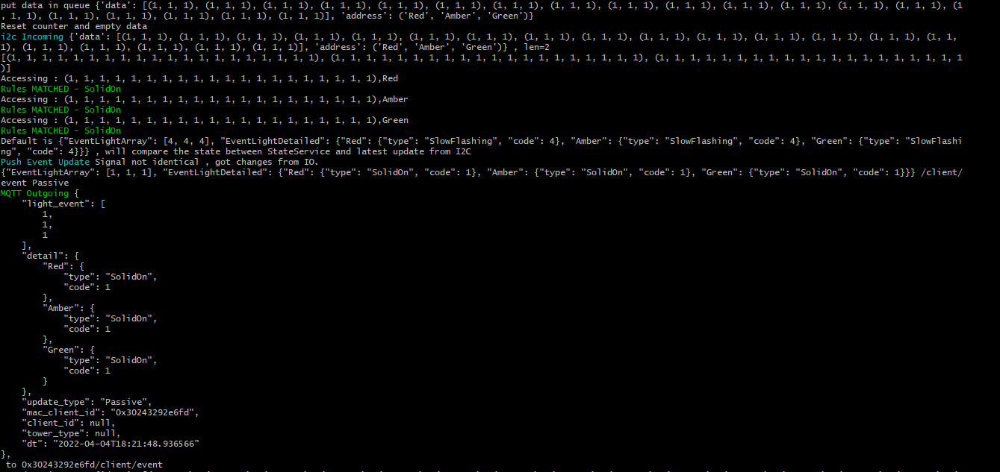 put data in queue {'data': [(1, 1, 1), (1, 1, 1), (1, 1, 1), (1, 1, 1), (1, 1, 1), (1, 1, 1), (1, 1, 1), (1, 1, 1), (1, 1, 1), (1, 1, 1), (1, 1, 1), (1, 1, 1), (1, 1, 1), (1, 1, 1), (1
, 1, 1), (1, 1, 1), (1, 1, 1), (1, 1, 1), (1, 1, 1), (1, 1, 1)], 'address': ('Red', 'Amber', 'Green')}
Reset counter and empty data
i2c Incoming {'data': [(1, 1, 1), (1, 1, 1), (1, 1, 1), (1, 1, 1), (1, 1, 1), (1, 1, 1), (1, 1, 1), (1, 1, 1), (1, 1, 1), (1, 1, 1), (1, 1, 1), (1, 1, 1), (1, 1, 1), (1, 1, 1), (1, 1,
1), (1, 1, 1), (1, 1, 1), (1, 1, 1), (1, 1, 1), (1, 1, 1)], 'address': ('Red', 'Amber', 'Green')} , len=2
[(1, 1, 1, 1, 1, 1, 1, 1, 1, 1, 1, 1, 1, 1, 1, 1, 1, 1, 1, 1), (1, 1, 1, 1, 1, 1, 1, 1, 1, 1, 1, 1, 1, 1, 1, 1, 1, 1, 1, 1), (1, 1, 1, 1, 1, 1, 1, 1, 1, 1, 1, 1, 1, 1, 1, 1, 1, 1, 1, 1
)]
Accessing : (1, 1, 1, 1, 1, 1, 1, 1, 1, 1, 1, 1, 1, 1, 1, 1, 1, 1, 1, 1),Red
Rules MATCHED - SolidOn
Accessing : (1, 1, 1, 1, 1, 1, 1, 1, 1, 1, 1, 1, 1, 1, 1, 1, 1, 1, 1, 1),Amber
Rules MATCHED - SolidOn
Accessing : (1, 1, 1, 1, 1, 1, 1, 1, 1, 1, 1, 1, 1, 1, 1, 1, 1, 1, 1, 1),Green
Rules MATCHED - SolidOn
Default is {"EventLightArray": [4, 4, 4], "EventLightDetailed": {"Red": {"type": "SlowFlashing", "code": 4}, "Amber": {"type": "SlowFlashing", "code": 4}, "Green": {"type": "SlowFlashi
ng", "code": 4}}} , will compare the state between StateService and latest update from I2C
Push Event Update Signal not identical , got changes from IO.
{"EventLightArray": [1, 1, 1], "EventLightDetailed": {"Red": {"type": "SolidOn", "code": 1}, "Amber": {"type": "SolidOn", "code": 1}, "Green": {"type": "SolidOn", "code": 1}}} /client/
event Passive
MQTT Outgoing {
"light_event": [
1,
1,
1
],
"detail": {
"Red": {
"type": "SolidOn",
"code": 1
},
"Amber": {
"type": "SolidOn",
"code": 1
},
"Green": {
"type": "SolidOn",
"code": 1
}
},
"update_type": "Passive",
"mac_client_id": "0x30243292e6fd",
"client_id": null,
"tower_type": null,
"dt": "2022-04-04T18:21:48.936566"
},
to 0x30243292e6fd/client/event